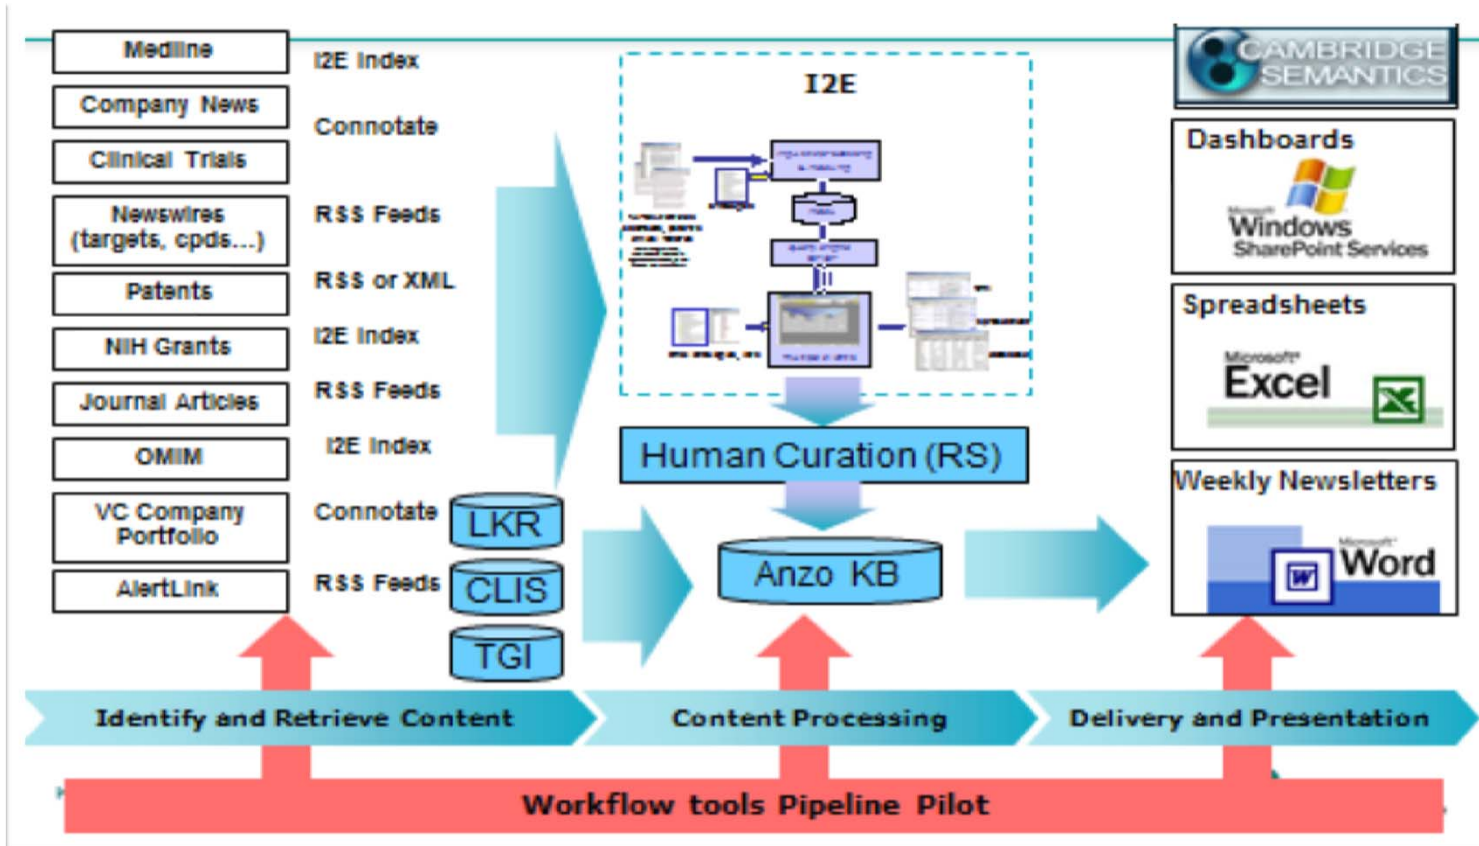 Medline
Company News
Clinical Trials
Newswires
(targets, cpds...)
Patents
NIH Grants
Journal Articles
OMIM
VC Company
Portfolio
AlertLink
I2E Index
Connotate
RSS Feeds
RSS or XML
I2E Index
RSS Feeds
I2E Index
Connotate
RSS Feeds
LKR
CLIS
TGI
I2E
Human Curation (RS)
Anzo KB
CAMBRIDGE
SEMANTICS
Dashboards
Microsoft
Windows
SharePoint Services
Spreadsheets
Microsoft
Excel
Weekly Newsletters
Microsoft
Word
W
Identify and Retrieve Content
Content Processing
Delivery and Presentation
Workflow tools Pipeline Pilot